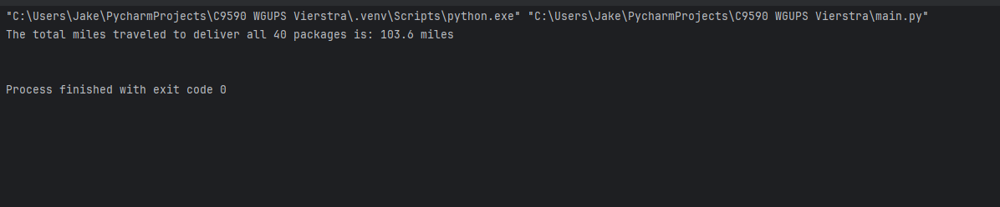 "C:\Users\Jake\PycharmProjects\C9590 WGUPS Vierstra\.venv\Scripts\python.exe" "C:\Users\Jake\PycharmProjects\C9590 WGUPS Vierstra\main.py"
The total miles traveled to deliver all 40 packages is: 103.6 miles
Process finished with exit code 0